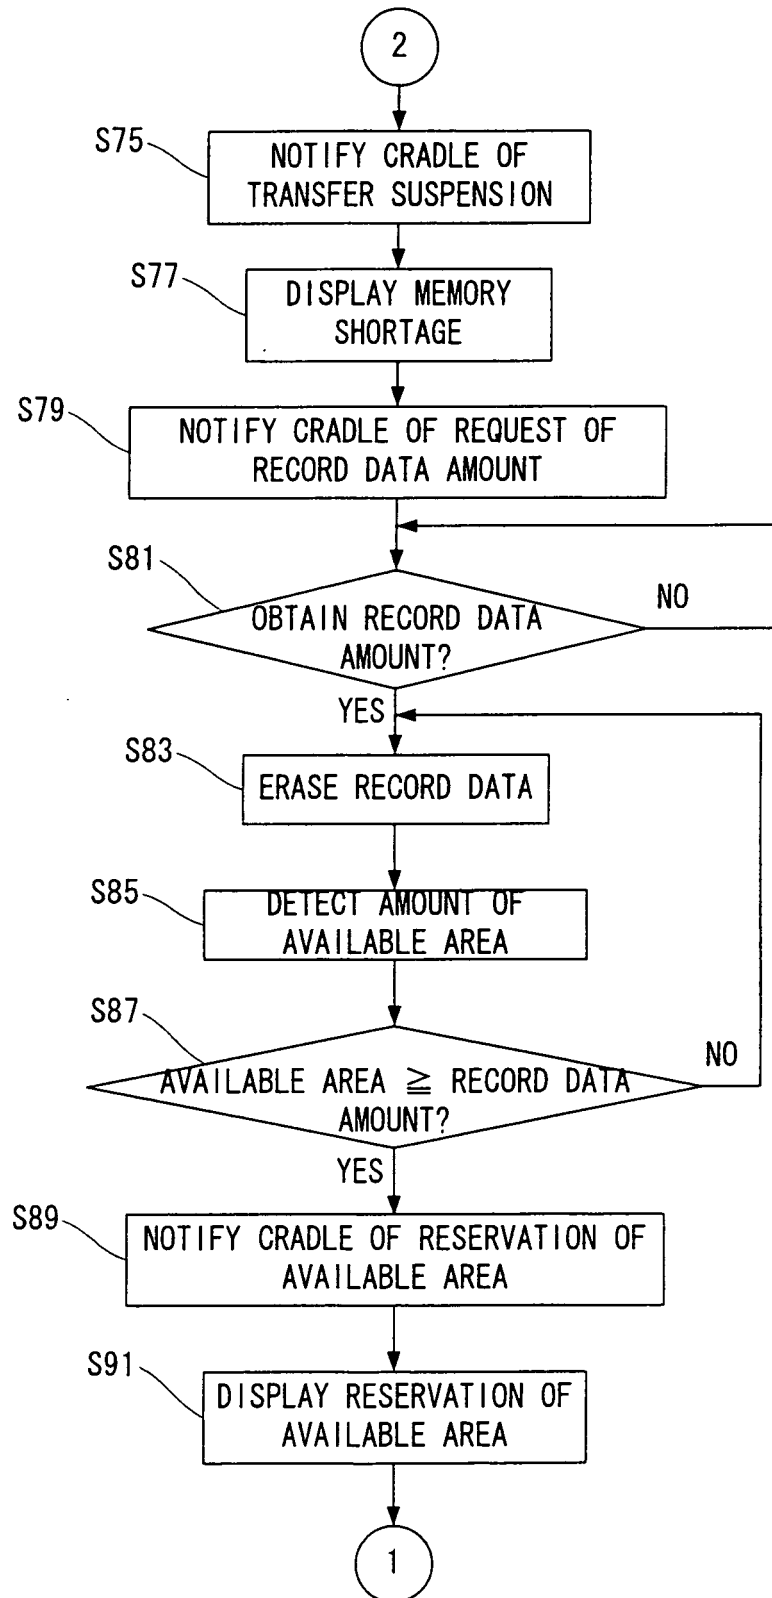 2
S75
NOTIFY CRADLE OF
TRANSFER SUSPENSION
S77
DISPLAY MEMORY
SHORTAGE
S79
NOTIFY CRADLE OF REQUEST OF
RECORD DATA AMOUNT
S81
OBTAIN RECORD DATA
AMOUNT?
NO
YES
S83
ERASE RECORD DATA
S85
DETECT AMOUNT OF
AVAILABLE AREA
S87
AVAILABLE AREA ≧ RECORD DATA
AMOUNT?
NO
YES
S89
NOTIFY CRADLE OF RESERVATION OF
AVAILABLE AREA
S91
DISPLAY RESERVATION OF
AVAILABLE AREA
1